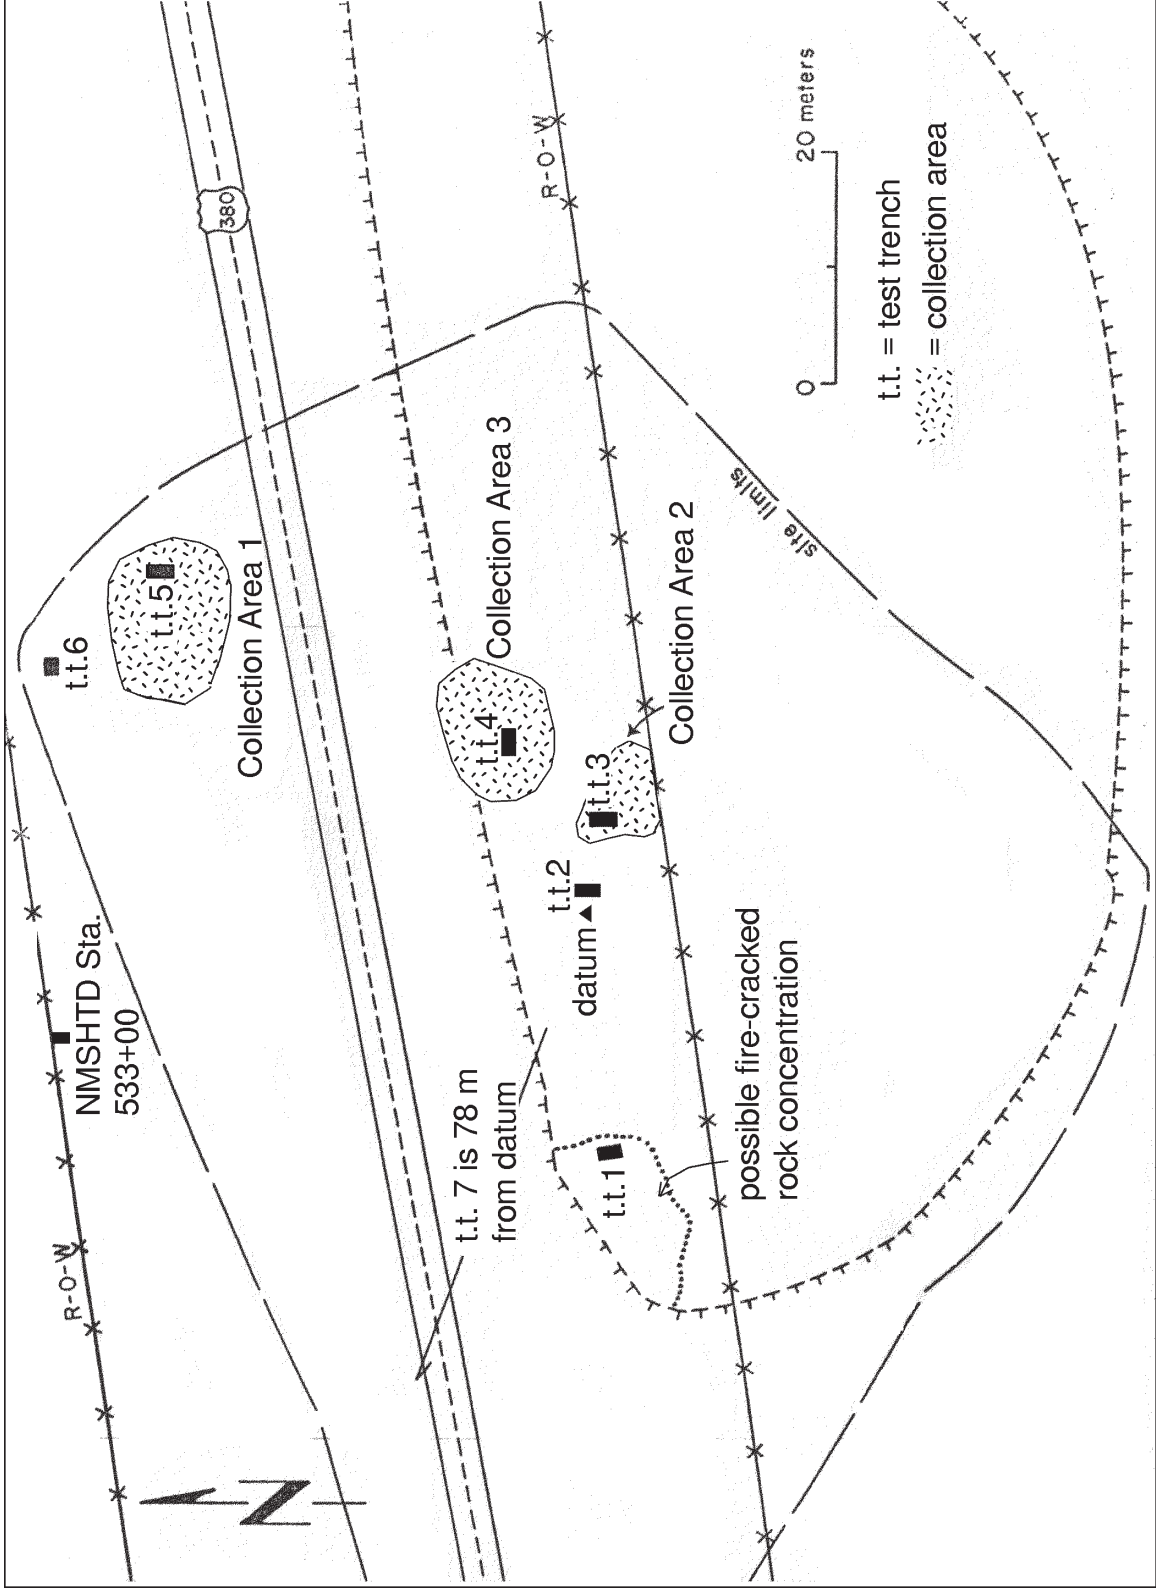 NMSHTD Sta.
533+00
R-O-W
t.t.6
t.t.5
Collection Area 1
380
t.t. 7 is 78 m
from datum
t.t.4
Collection Area 3
t.t.3
Collection Area 2
t.t.2
datum
t.t.1
possible fire-cracked
rock concentration
R-O-W
site limits
0
20 meters
t.t. = test trench
= collection area
N